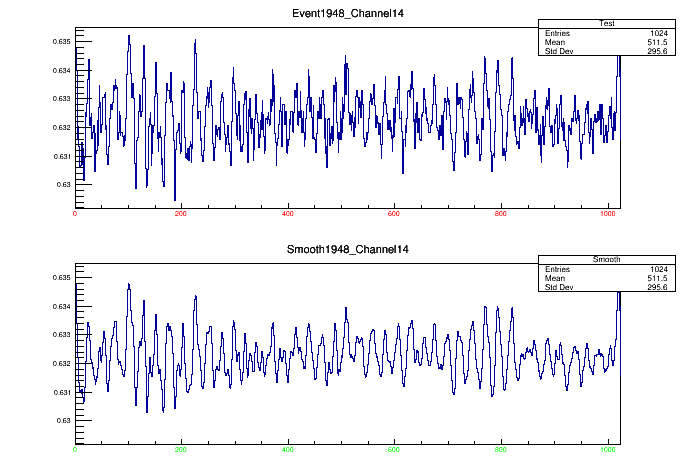 Event1948_Channel14
Test
Entries 1024
Mean 511.5
Std Dev 295.6
0.635
0.634
0.633
0.632
0.631
0.63
0 200 400 600 800 1000
Smooth1948_Channel14
Smooth
Entries 1024
Mean 511.5
Std Dev 295.6
0.635
0.634
0.633
0.632
0.631
0.63
0 200 400 600 800 1000